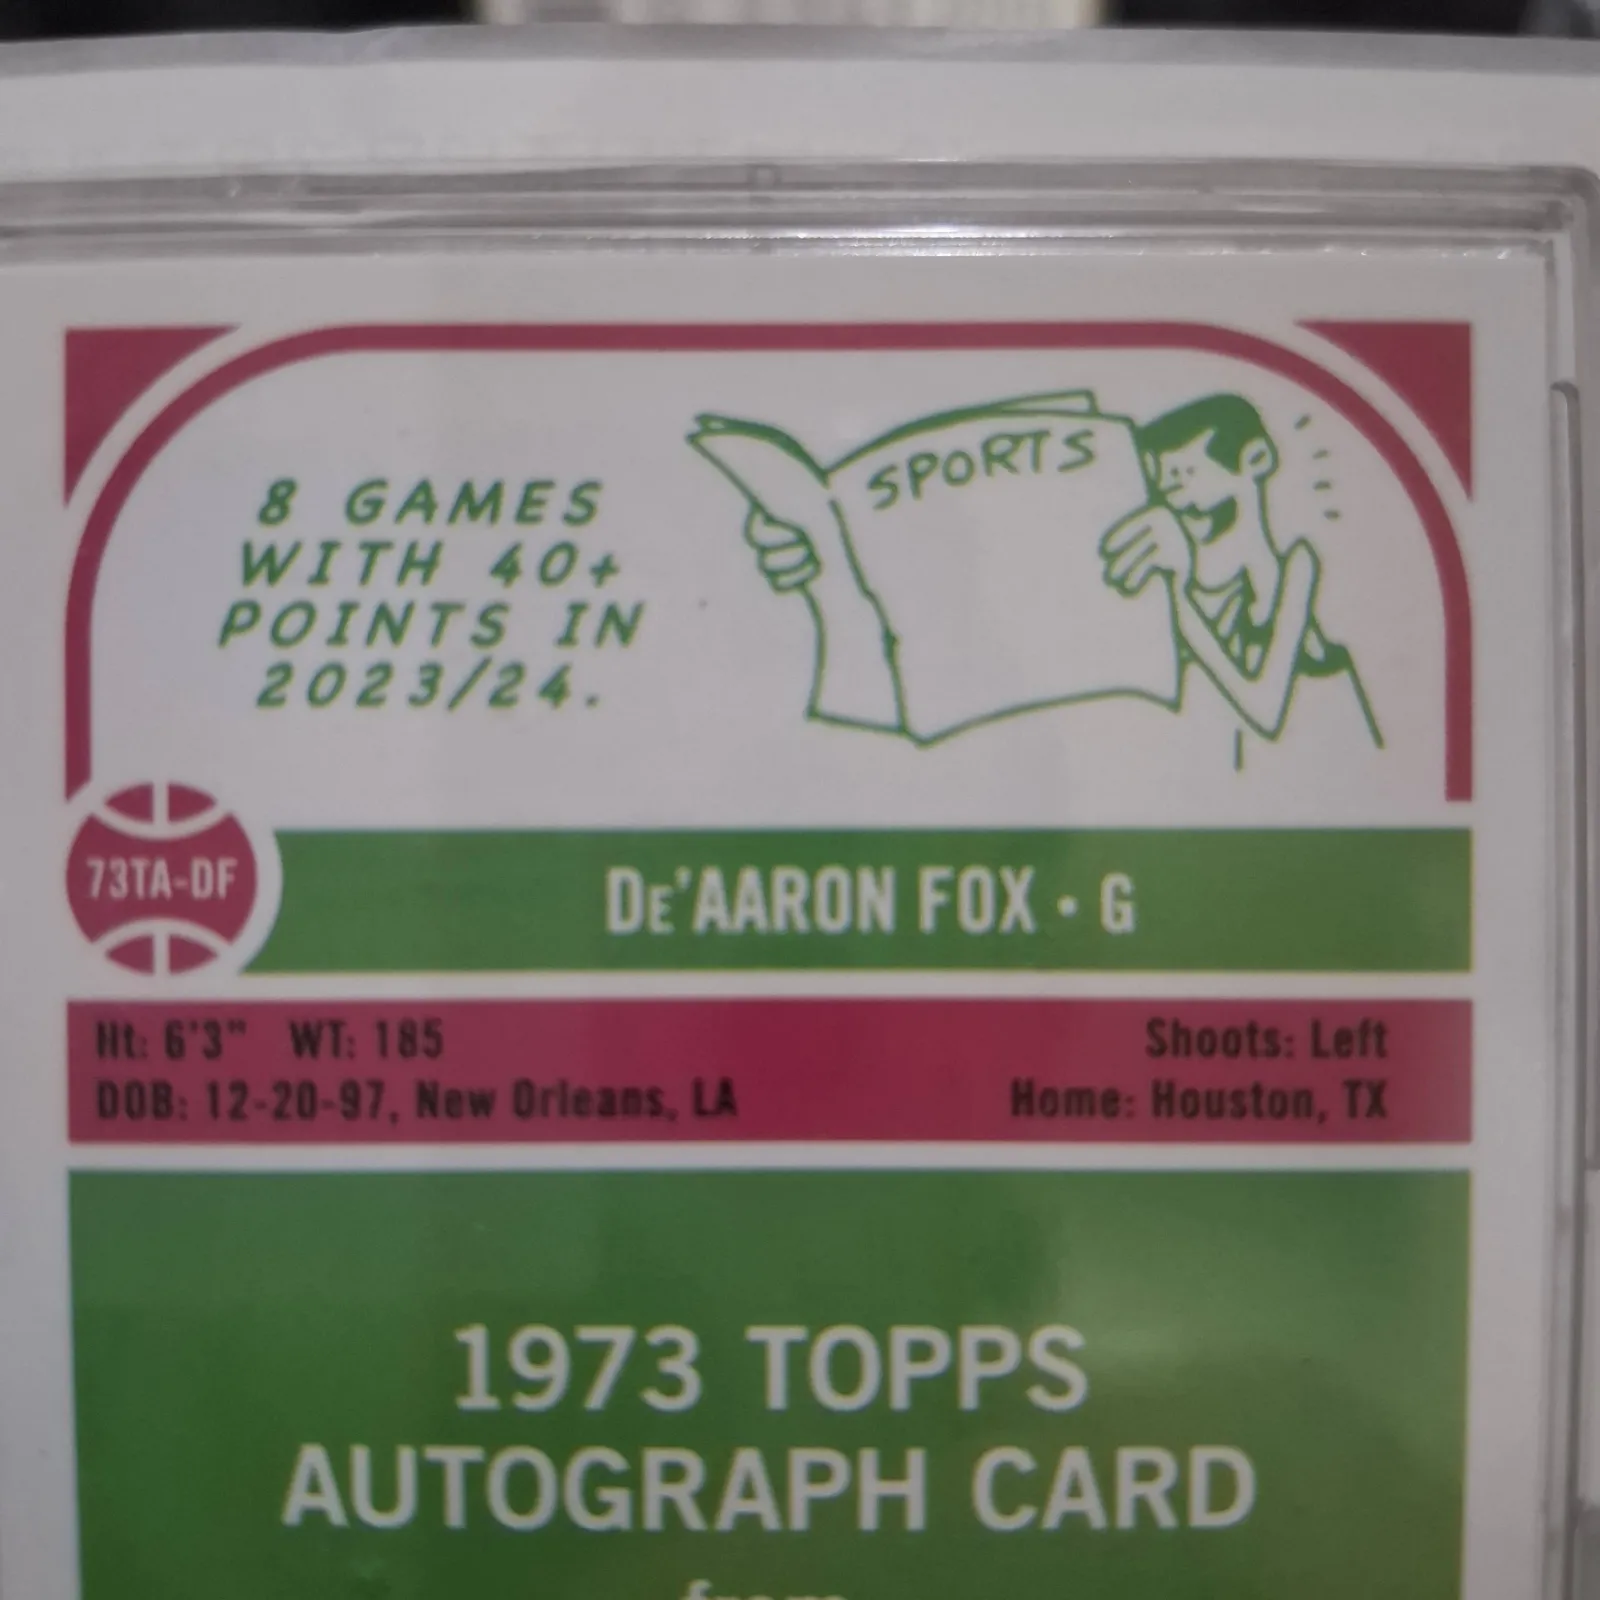 SPORTS
8 GAMES
WITH 40+
POINTS IN
2023/24.
73TA-DF
DE'AARON FOX • G
Ht: 6'3" WT: 185
Shoots: Left
DOB: 12-20-97, New Orleans, LA
Home: Houston, TX
1973 TOPPS
AUTOGRAPH CARD
from